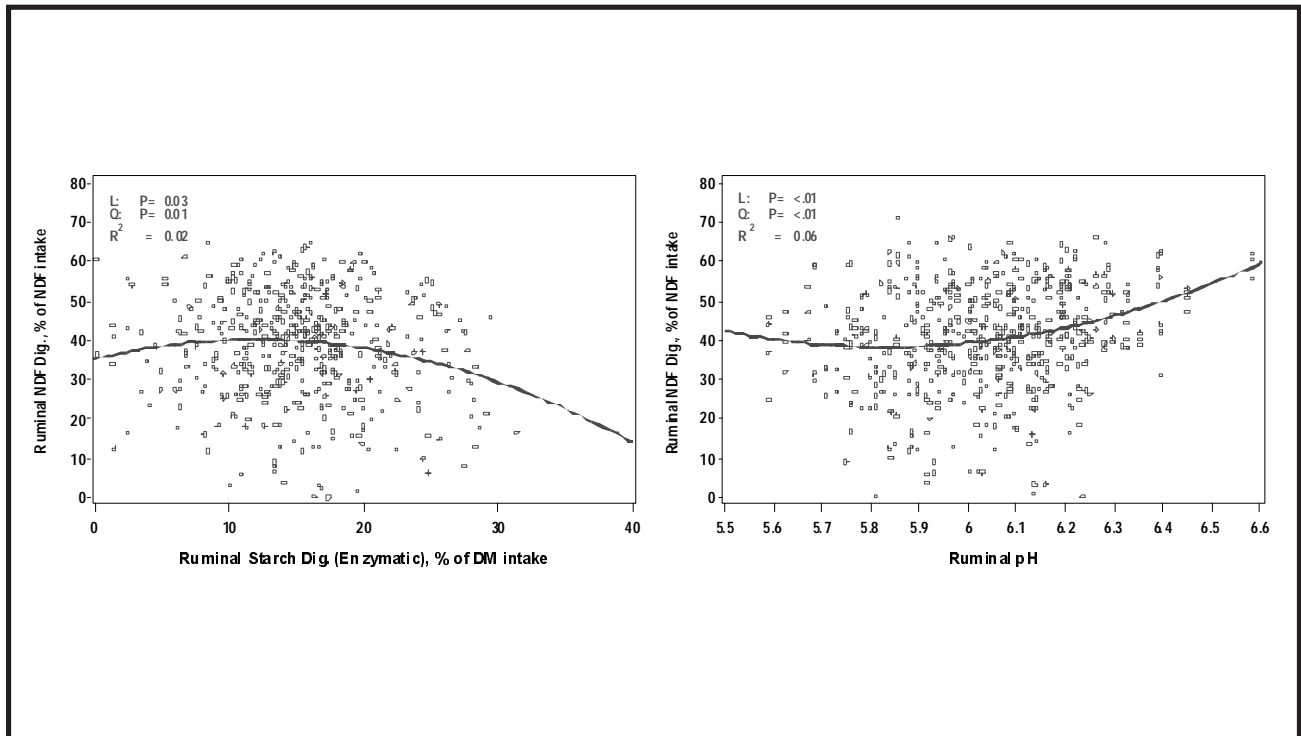 L: P= 0.03
Q: P= 0.01
R2 = 0.02
80
70
60
50
40
30
20
10
0
Ruminal NDF Dig., % of NDF intake
0 10 20 30 40
Ruminal Starch Dig. (Enzymatic), % of DM intake
L: P= <.01
Q: P= <.01
R2 = 0.06
80
70
60
50
40
30
20
10
0
Ruminal NDF Dig., % of NDF intake
5.5 5.6 5.7 5.8 5.9 6 6.1 6.2 6.3 6.4 6.5 6.6
Ruminal pH